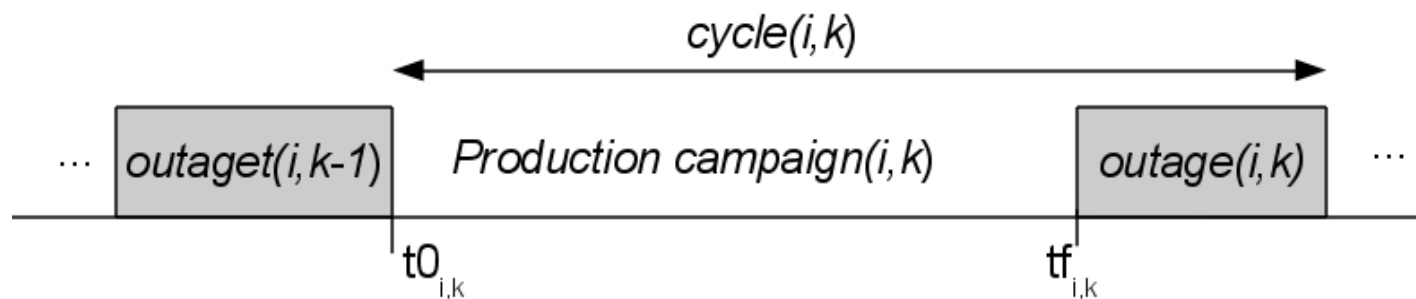 cycle(i,k)
... outaget(i,k-1) Production campaign(i,k) outage(i,k) ...
t0i,k tfi,k